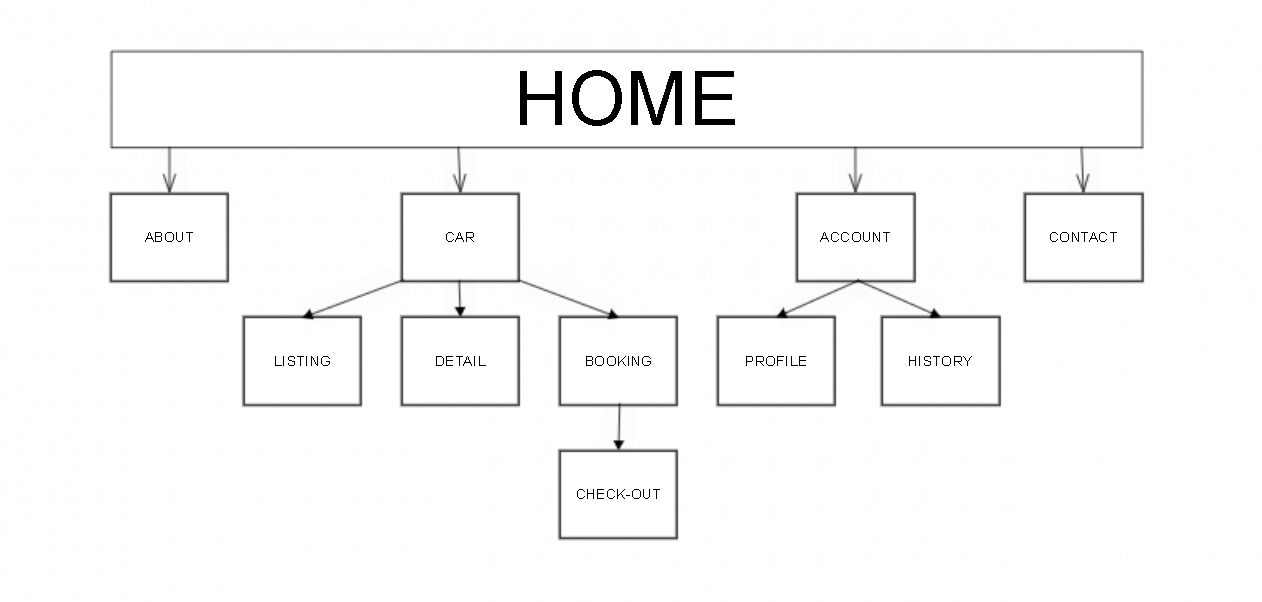 HOME
ABOUT
CAR
ACCOUNT
CONTACT
LISTING
DETAIL
BOOKING
PROFILE
HISTORY
CHECK-OUT